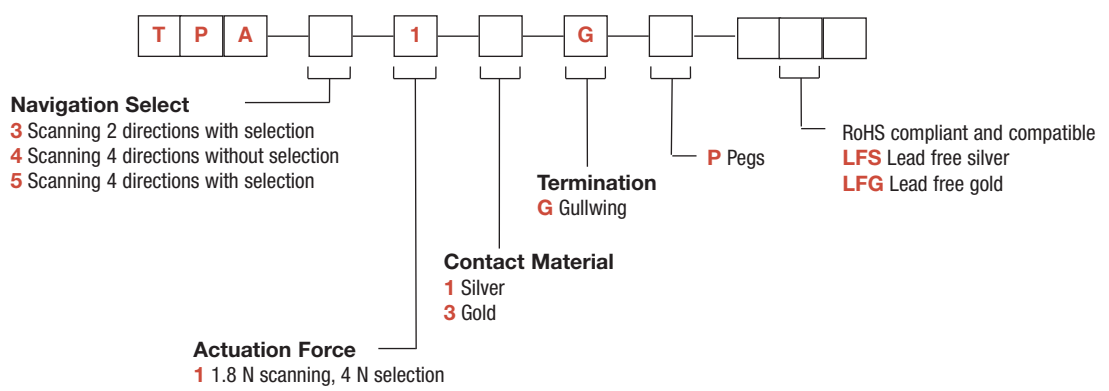 T P A 1 G
Navigation Select
3 Scanning 2 directions with selection
4 Scanning 4 directions without selection
5 Scanning 4 directions with selection
RoHS compliant and compatible
LFS Lead free silver
LFG Lead free gold
P Pegs
Termination
G Gullwing
Contact Material
1 Silver
3 Gold
Actuation Force
1 1.8 N scanning, 4 N selection